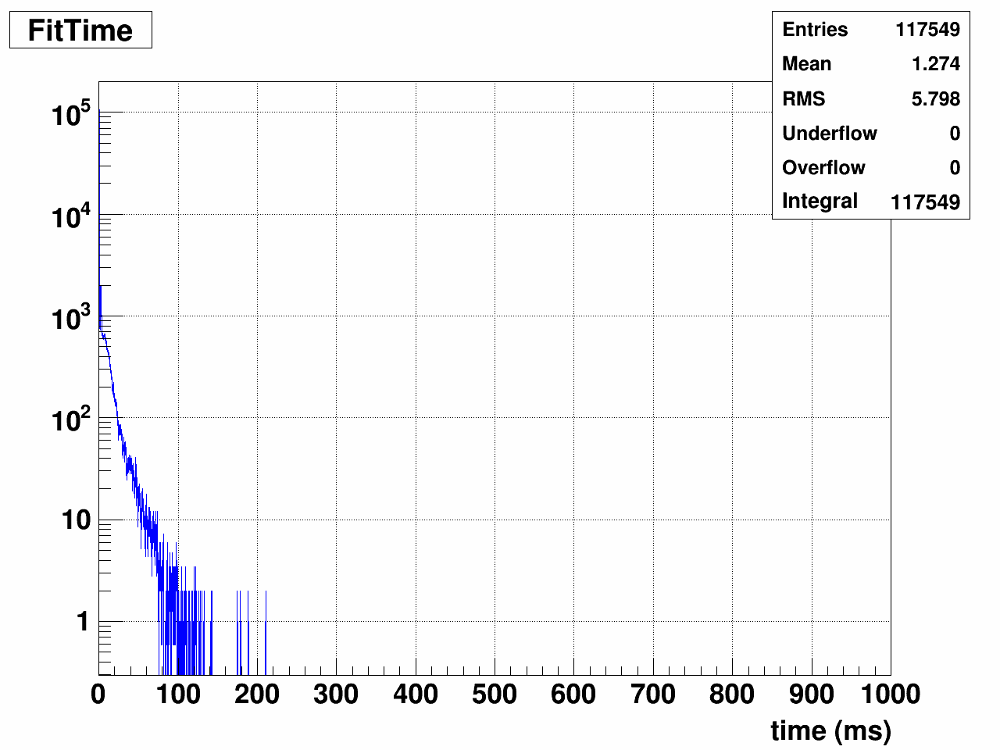 FitTime
Entries 117549
Mean 1.274
RMS 5.798
Underflow 0
Overflow 0
Integral 117549
10^5
10^4
10^3
10^2
10
1
0 100 200 300 400 500 600 700 800 900 1000
time (ms)